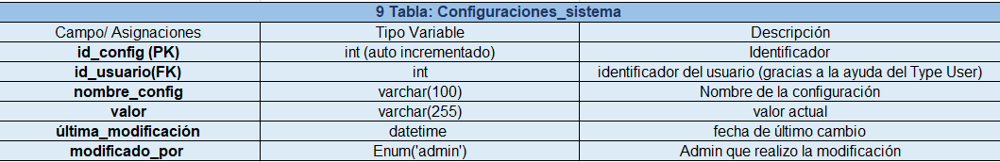 9 Tabla: Configuraciones_sistema
Campo/ Asignaciones Tipo Variable Descripción
id_config (PK) int (auto incrementado) Identificador
id_usuario(FK) int identificador del usuario (gracias a la ayuda del Type User)
nombre_config varchar(100) Nombre de la configuración
valor varchar(255) valor actual
última_modificación datetime fecha de último cambio
modificado_por Enum('admin') Admin que realizo la modificación